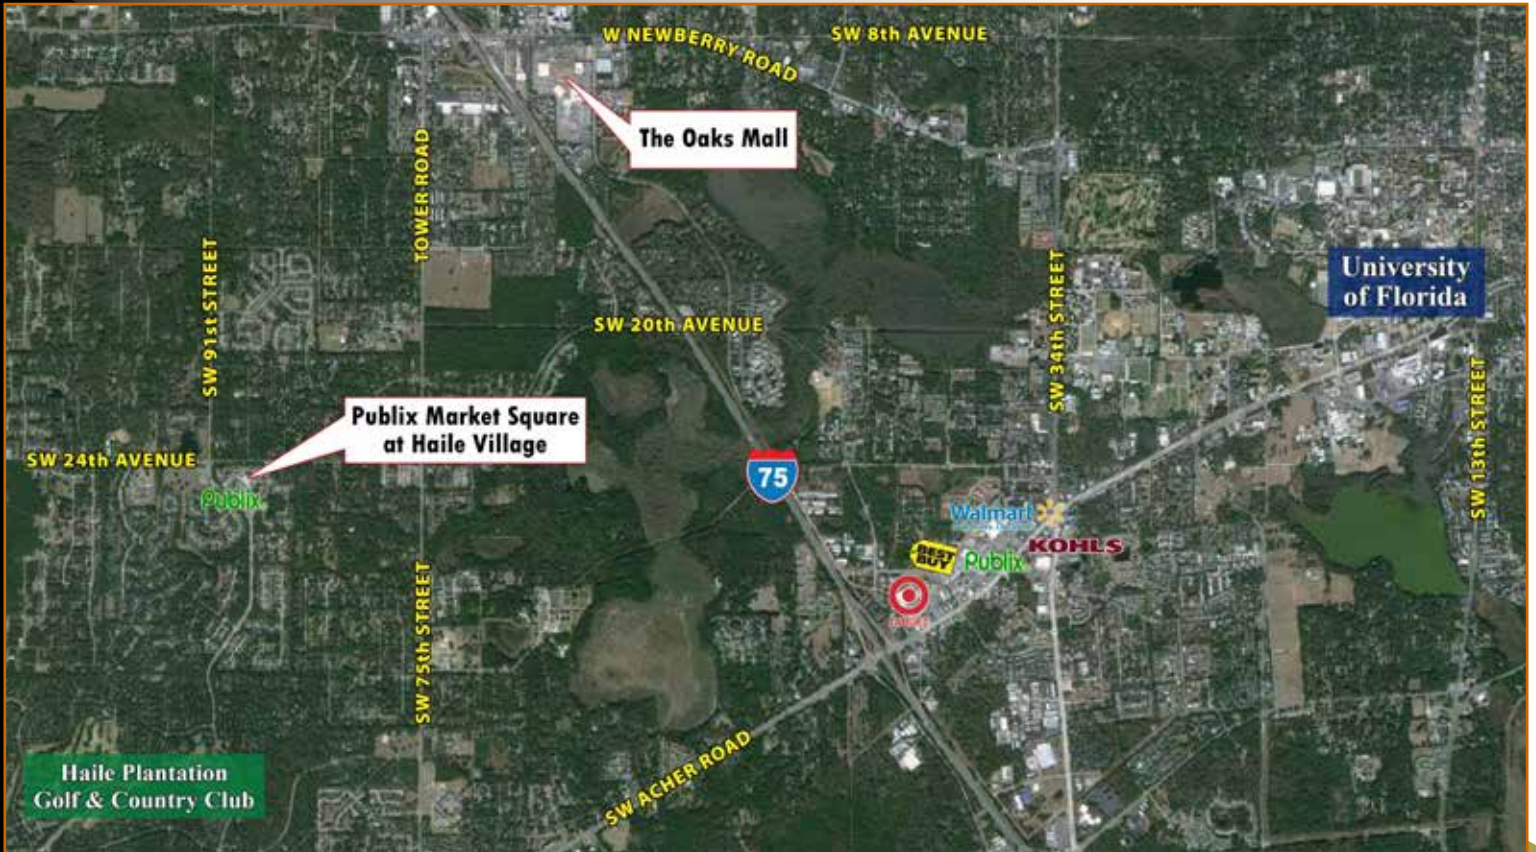 W NEWBERRY ROAD
SW 8th AVENUE
The Oaks Mall
TOWER ROAD
SW 91st STREET
SW 34th STREET
University
of Florida
SW 20th AVENUE
SW 13th STREET
Publix Market Square
at Haile Village
SW 24th AVENUE
Publix
75
Walmart
KOHL'S
BEST
BUY
Publix
SW 75th STREET
SW ACHER ROAD
Haile Plantation
Golf & Country Club